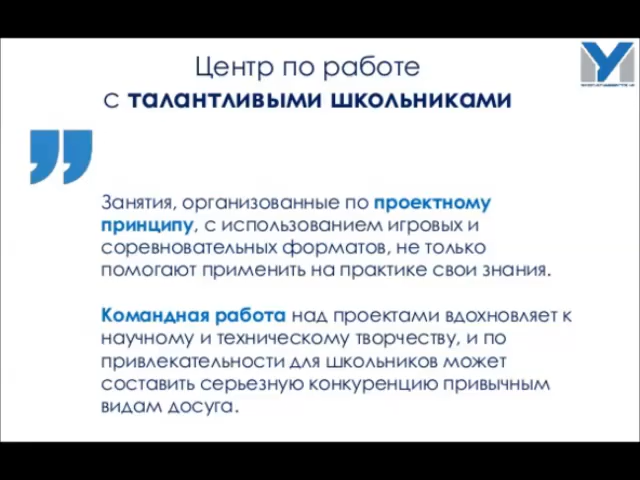 Центр по работе
с талантливыми школьниками
Занятия, организованные по проектному
принципу, с использованием игровых и
соревновательных форматов, не только
помогают применить на практике свои знания.
Командная работа над проектами вдохновляет к
научному и техническому творчеству, и по
привлекательности для школьников может
составить серьезную конкуренцию привычным
видам досуга.